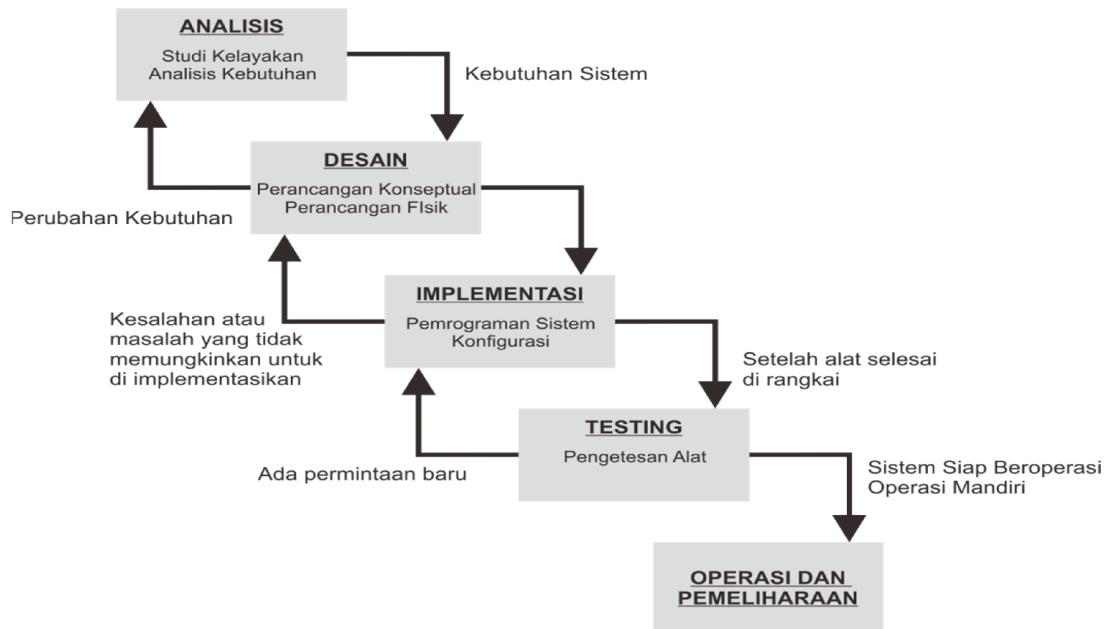 ANALISIS
Studi Kelayakan
Analisis Kebutuhan
Kebutuhan Sistem
DESAIN
Perancangan Konseptual
Perancangan FIsik
Perubahan Kebutuhan
IMPLEMENTASI
Pemrograman Sistem
Konfigurasi
Kesalahan atau
masalah yang tidak
memungkinkan untuk
di implementasikan
Setelah alat selesai
di rangkai
TESTING
Pengetesan Alat
Ada permintaan baru
Sistem Siap Beroperasi
Operasi Mandiri
OPERASI DAN
PEMELIHARAAN